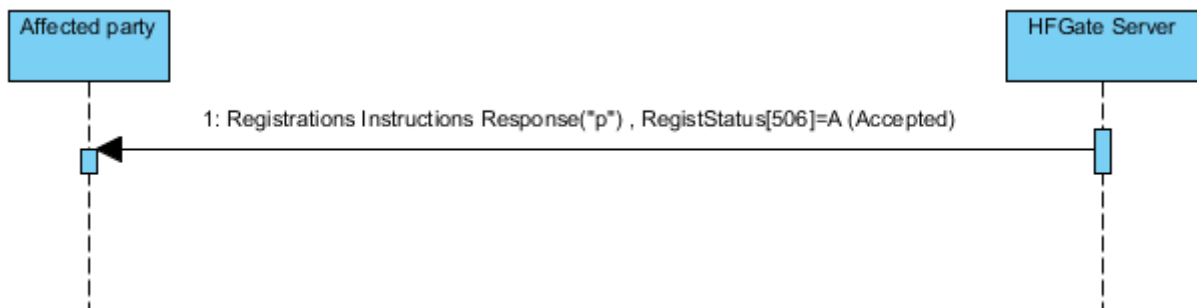 Affected party
HFGate Server
1: Registrations Instructions Response("p") , RegistStatus[506]=A (Accepted)